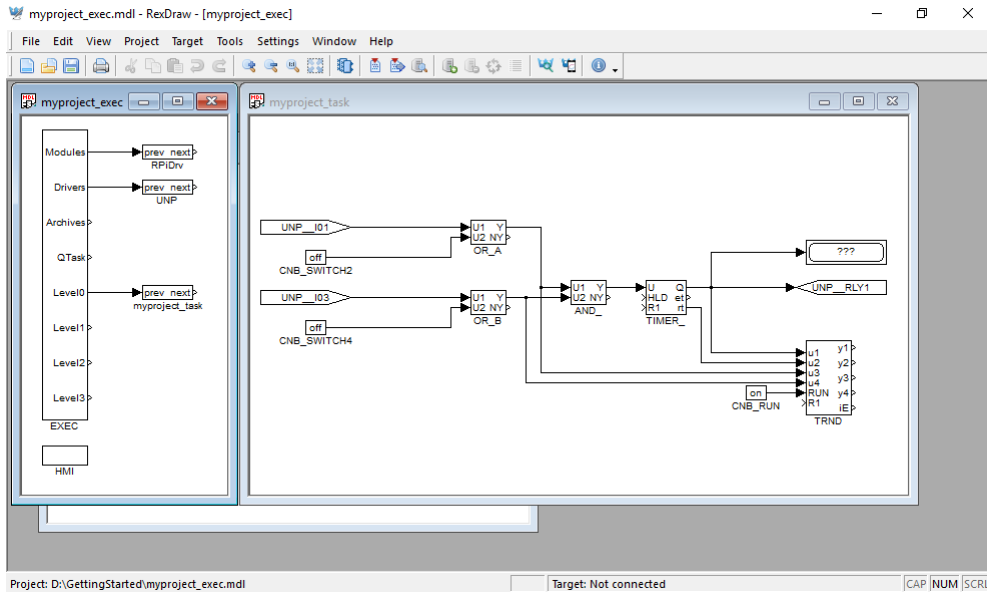 myproject_exec.mdl - RexDraw - [myproject_exec]
File Edit View Project Target Tools Settings Window Help
myproject_exec
Modules
prev next
RPiDrv
Drivers
prev next
UNP
Archives
QTask
Level0
prev next
myproject_task
Level1
Level2
Level3
EXEC
HMI
myproject_task
UNP__I01
off
CNB_SWITCH2
U1 Y
U2 NY
OR_A
UNP__I03
off
CNB_SWITCH4
U1 Y
U2 NY
OR_B
U1 Y
U2 NY
AND_
U Q
HLD et
R1 rt
TIMER_
???
UNP__RLY1
on
CNB_RUN
u1 y1
u2 y2
u3 y3
u4
RUN y4
R1 iE
TRND
Project: D:\GettingStarted\myproject_exec.mdl
Target: Not connected
CAP NUM SCRL